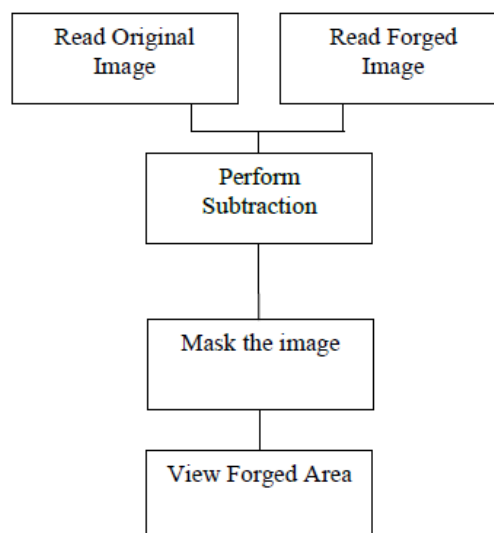 Read Original
Image
Read Forged
Image
Perform
Subtraction
Mask the image
View Forged Area